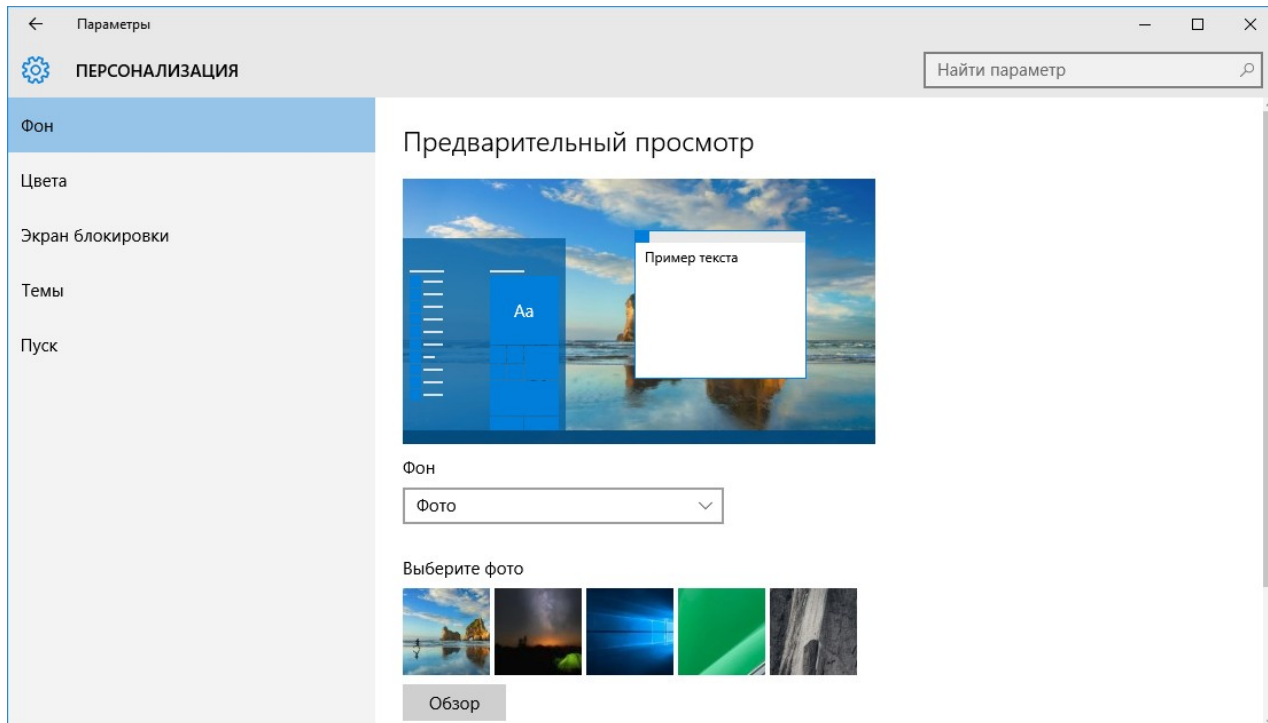 Параметры
ПЕРСОНАЛИЗАЦИЯ
Найти параметр
Фон
Цвета
Экран блокировки
Темы
Пуск
Предварительный просмотр
Пример текста
Aa
Фон
Фото
Выберите фото
Обзор